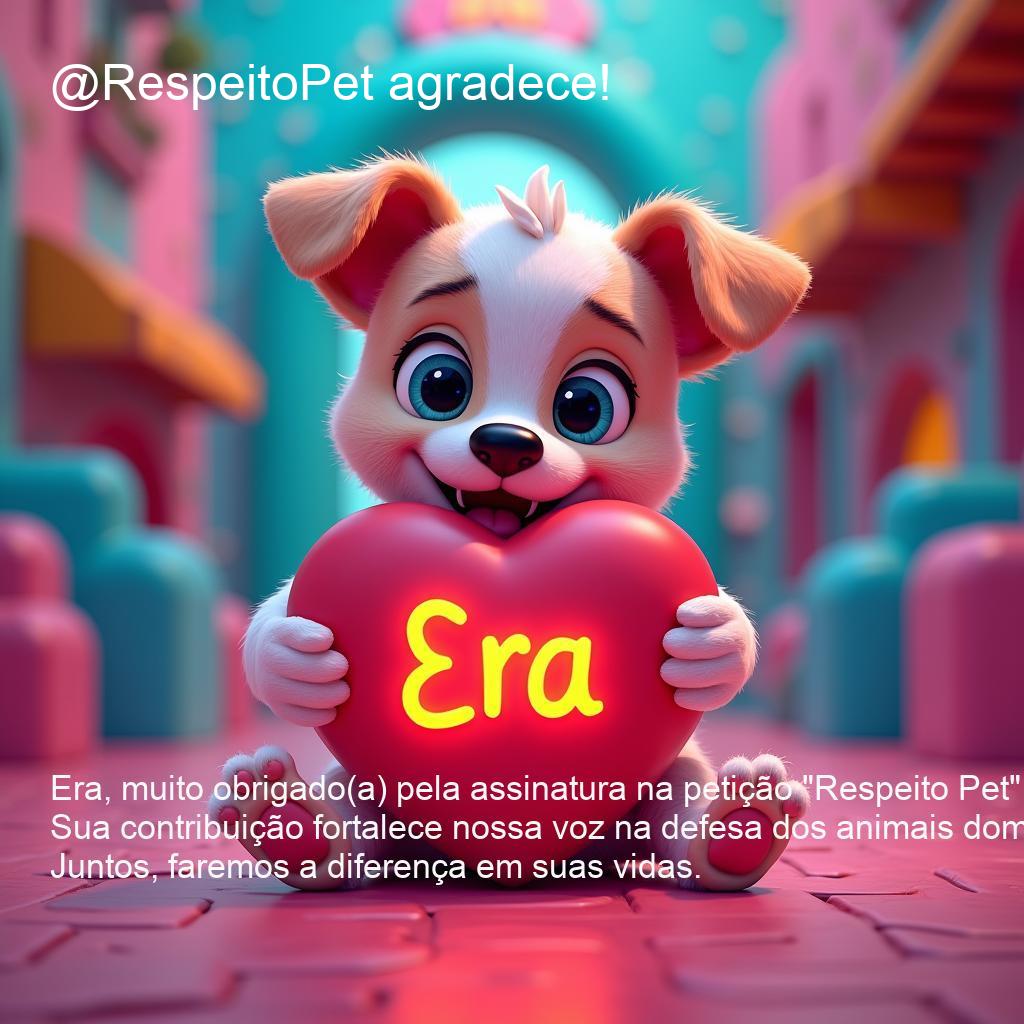 @RespeitoPet agradece!
Era
Era, muito obrigado(a) pela assinatura na petição "Respeito Pet"
Sua contribuição fortalece nossa voz na defesa dos animais dom
Juntos, faremos a diferença em suas vidas.